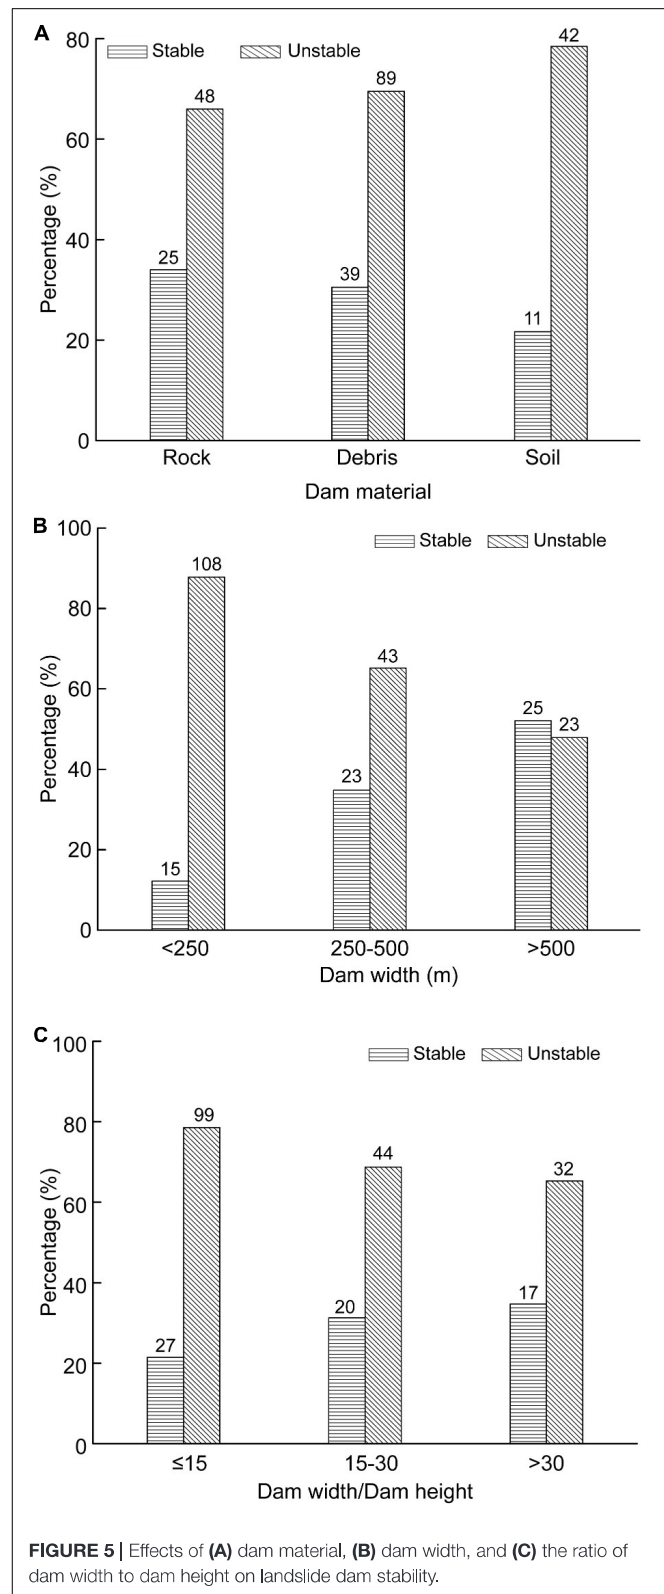 A
80
Stable
Unstable
42
89
48
60
Percentage (%)
40
39
25
20
11
0
Rock
Debris
Soil
Dam material
B
100
Stable
Unstable
108
80
Percentage (%)
43
60
25
23
40
23
20
15
0
<250
250-500
>500
Dam width (m)
C
100
Stable
Unstable
99
80
44
32
60
Percentage (%)
40
27
20
17
20
0
≤15
15-30
>30
Dam width/Dam height
FIGURE 5 | Effects of (A) dam material, (B) dam width, and (C) the ratio of
dam width to dam height on landslide dam stability.